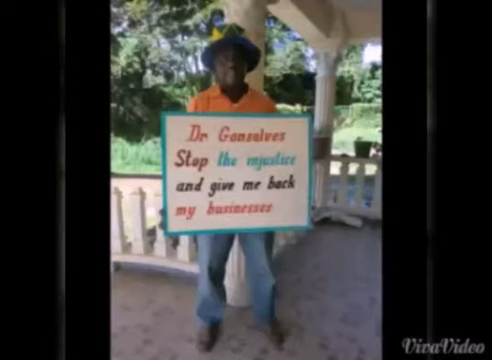 Dr Gonsalves
Stop the injustice
and give me back
my businesses
VivaVideo